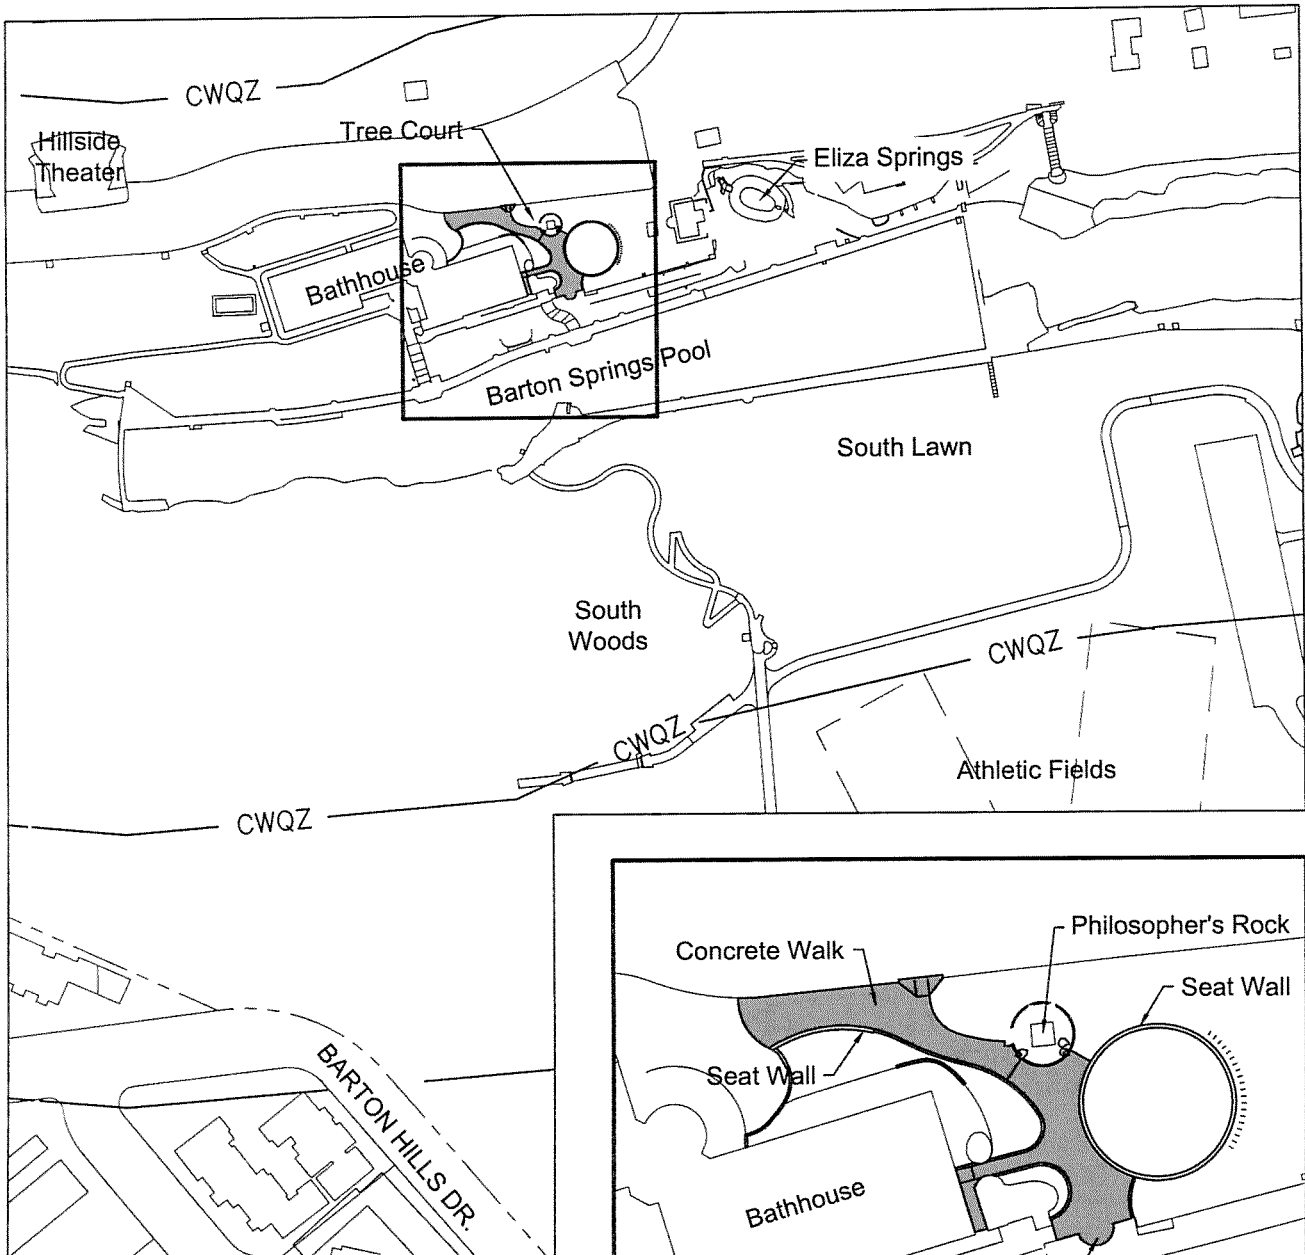 CWQZ
Hillside
Theater
Tree Court
Eliza Springs
Bathhouse
Barton Springs Pool
South Lawn
South
Woods
CWQZ
CWQZ
Athletic Fields
CWQZ
BARTON HILLS DR.
Philosopher's Rock
Concrete Walk
Seat Wall
Seat Wall
Bathhouse